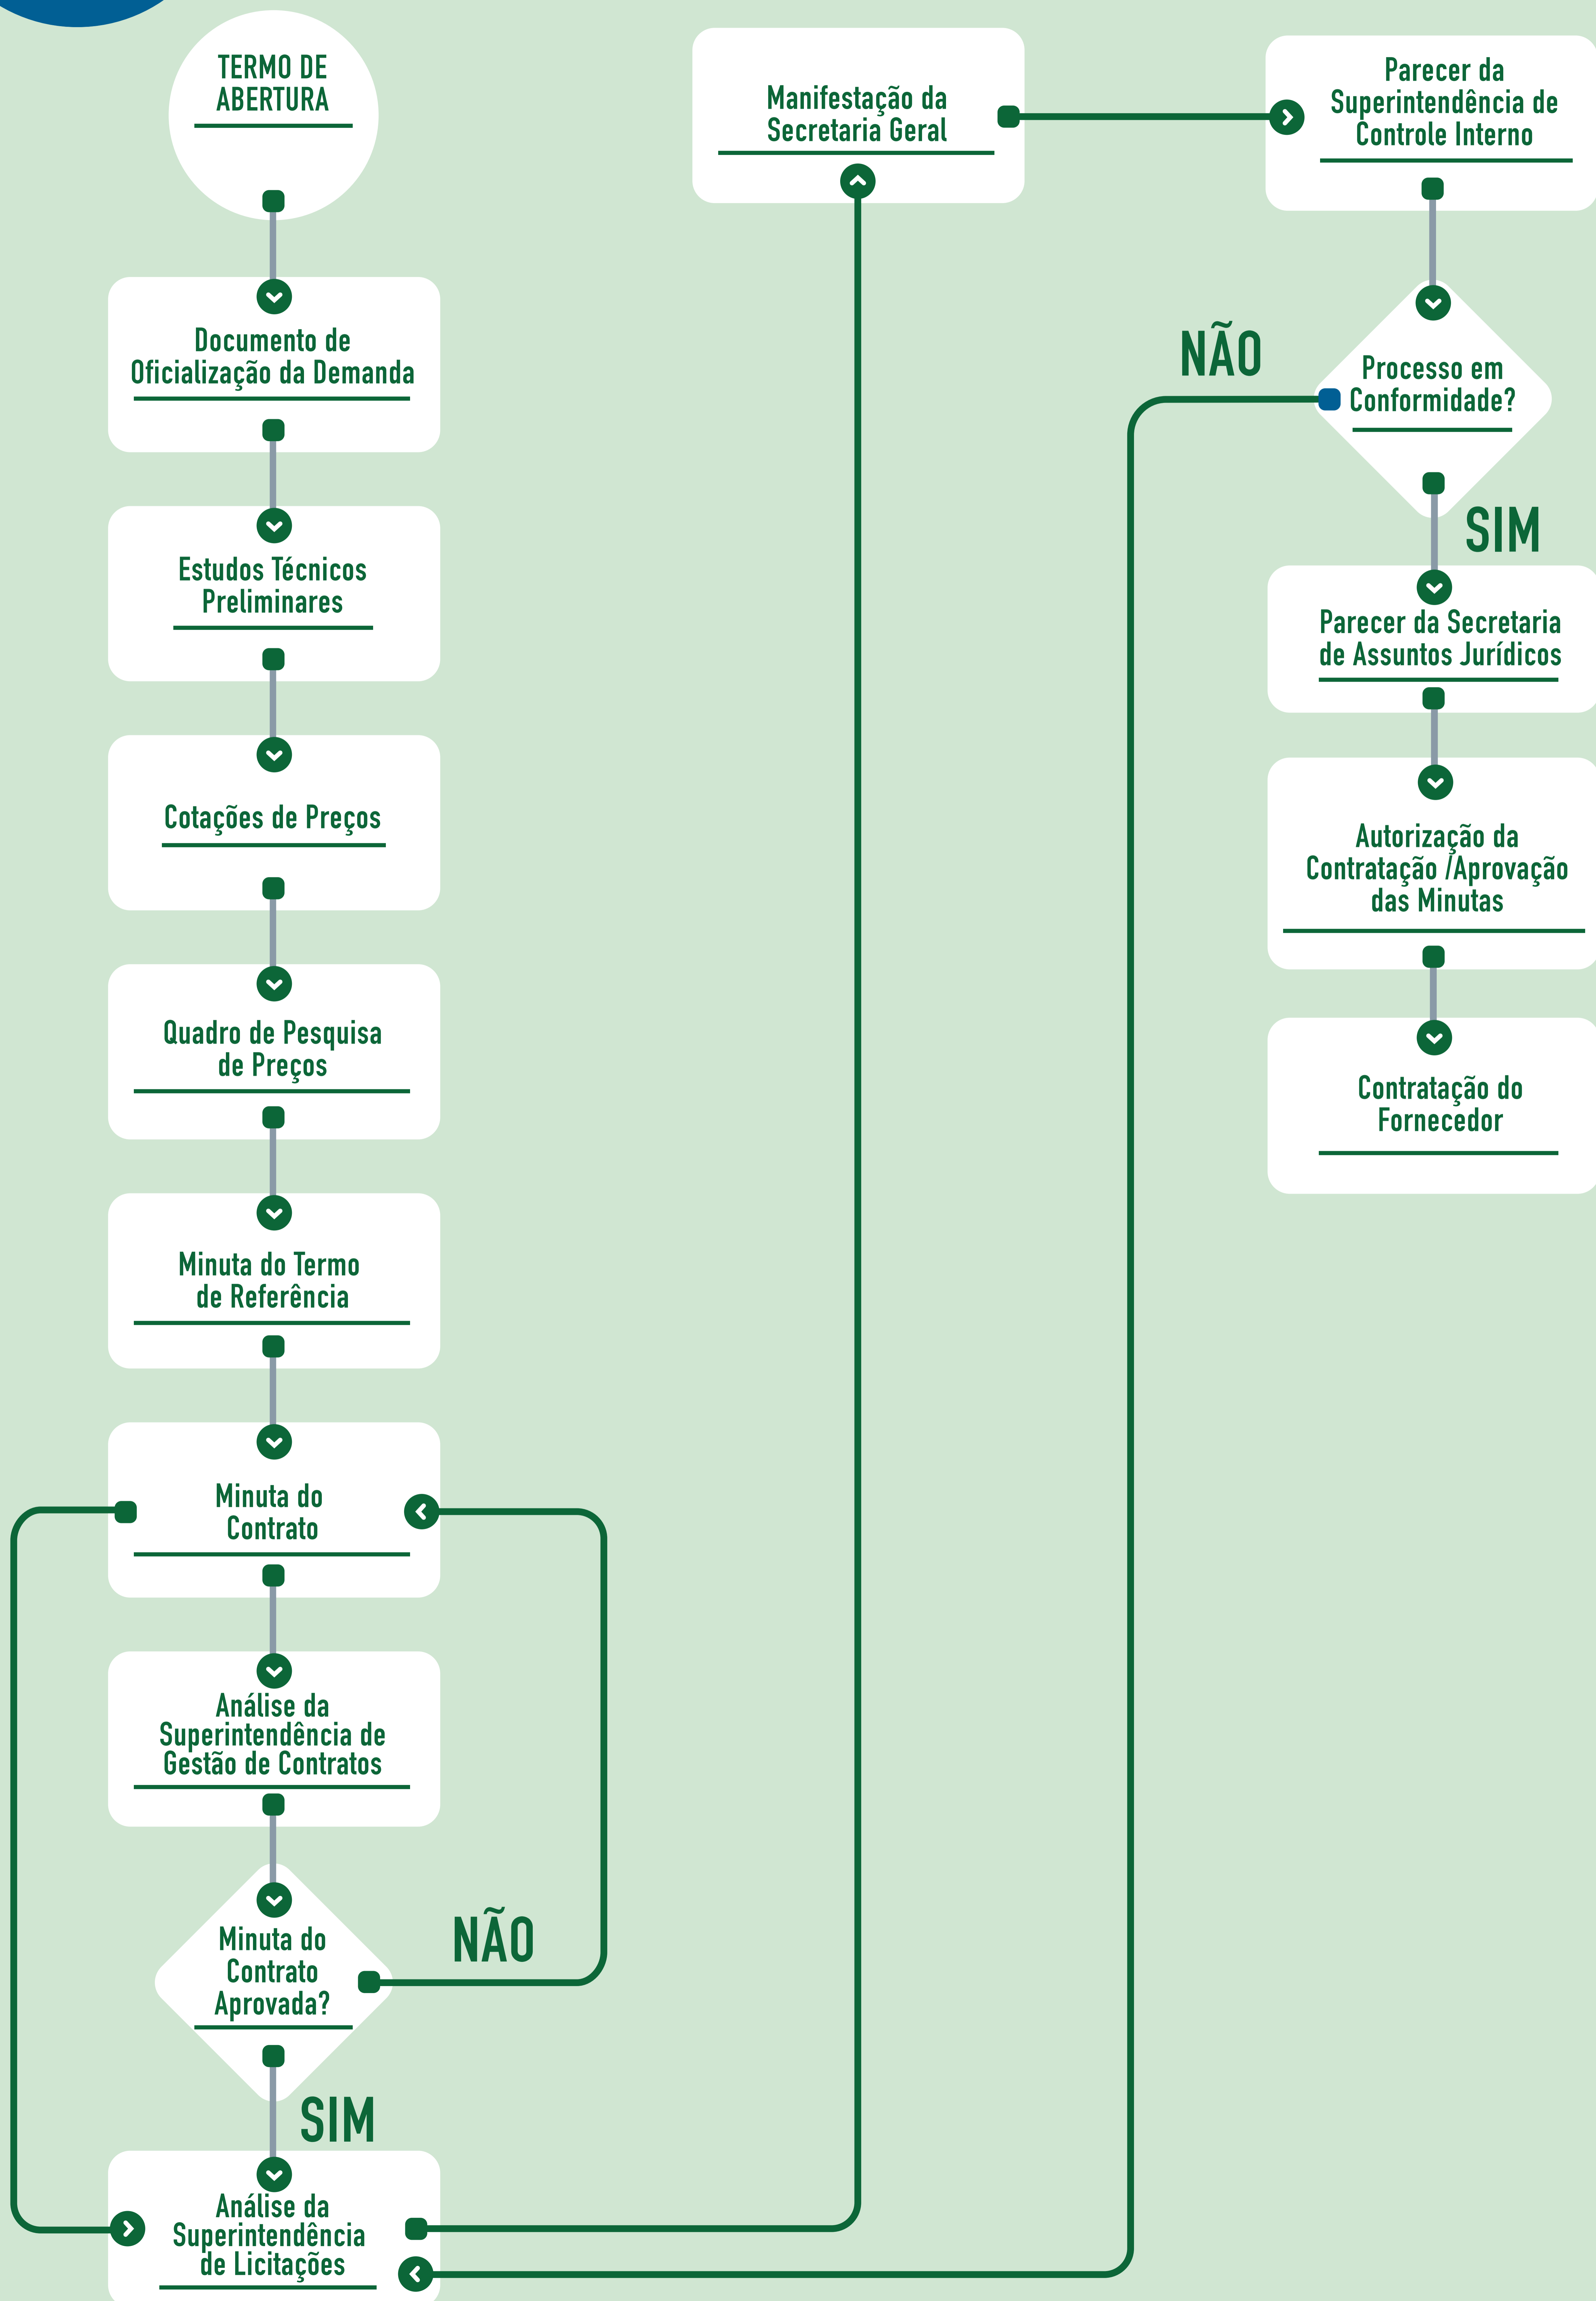 TERMO DE
ABERTURA
Documento de
Oficialização da Demanda
Estudos Técnicos
Preliminares
Cotações de Preços
Quadro de Pesquisa
de Preços
Minuta do Termo
de Referência
Minuta do
Contrato
Análise da
Superintendência de
Gestão de Contratos
Minuta do
Contrato
Aprovada?
NÃO
SIM
Análise da
Superintendência
de Licitações
Manifestação da
Secretaria Geral
Parecer da
Superintendência de
Controle Interno
Processo em
Conformidade?
NÃO
SIM
Parecer da Secretaria
de Assuntos Jurídicos
Autorização da
Contratação /Aprovação
das Minutas
Contratação do
Fornecedor